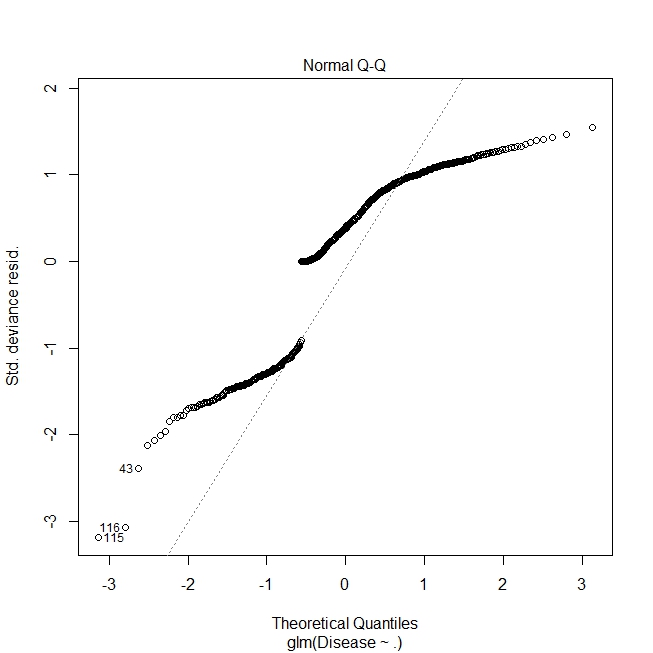 Normal Q-Q
2
1
0
-1
-2
-3
Std. deviance resid.
43
116
115
-3 -2 -1 0 1 2 3
Theoretical Quantiles
glm(Disease ~ .)